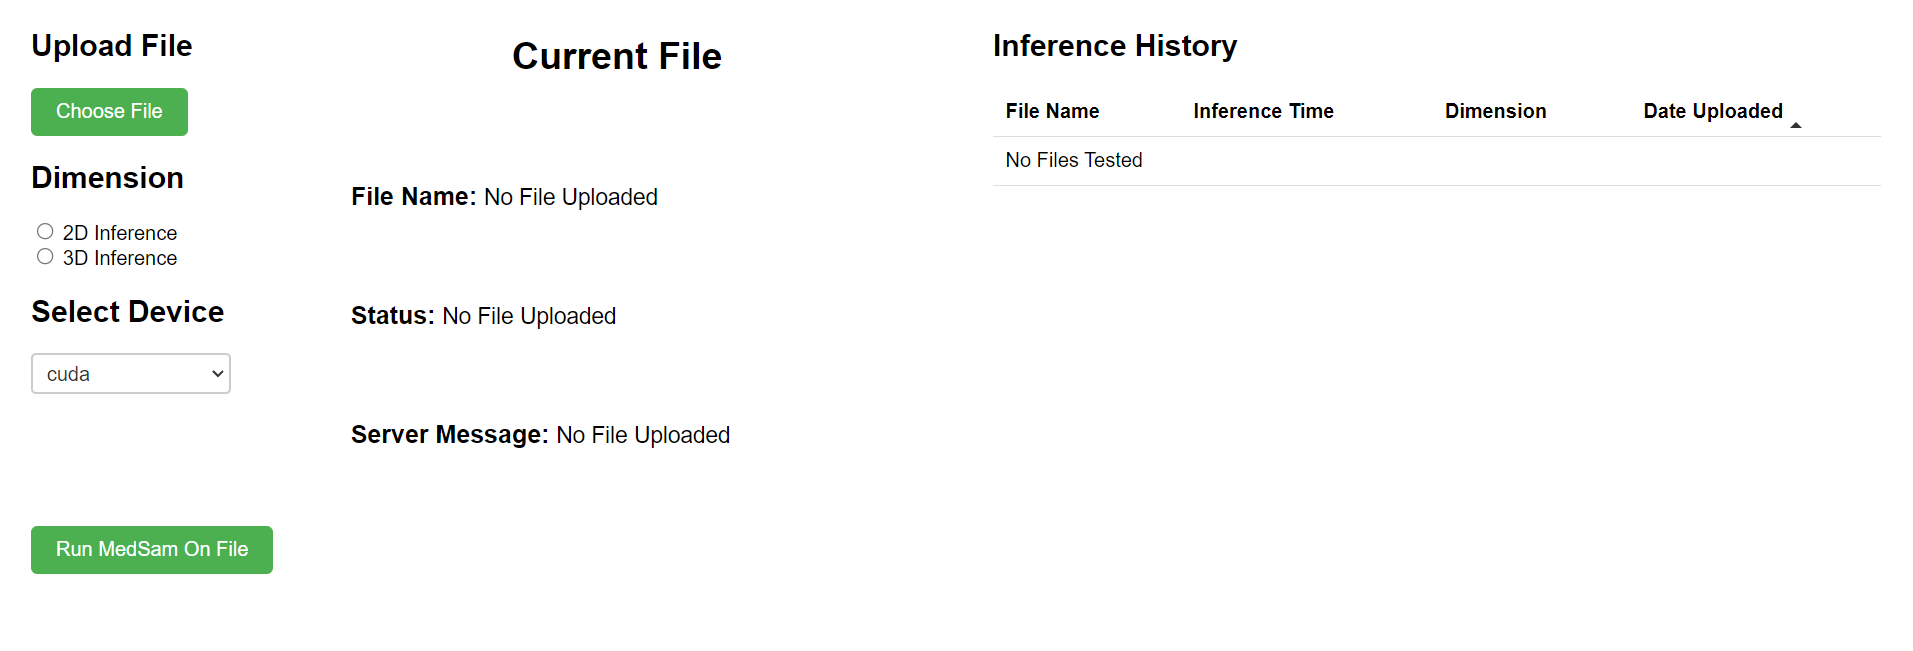 Upload File
Choose File
Dimension
2D Inference
3D Inference
Select Device
cuda
Run MedSam On File
Current File
File Name: No File Uploaded
Status: No File Uploaded
Server Message: No File Uploaded
Inference History
File Name Inference Time Dimension Date Uploaded
No Files Tested